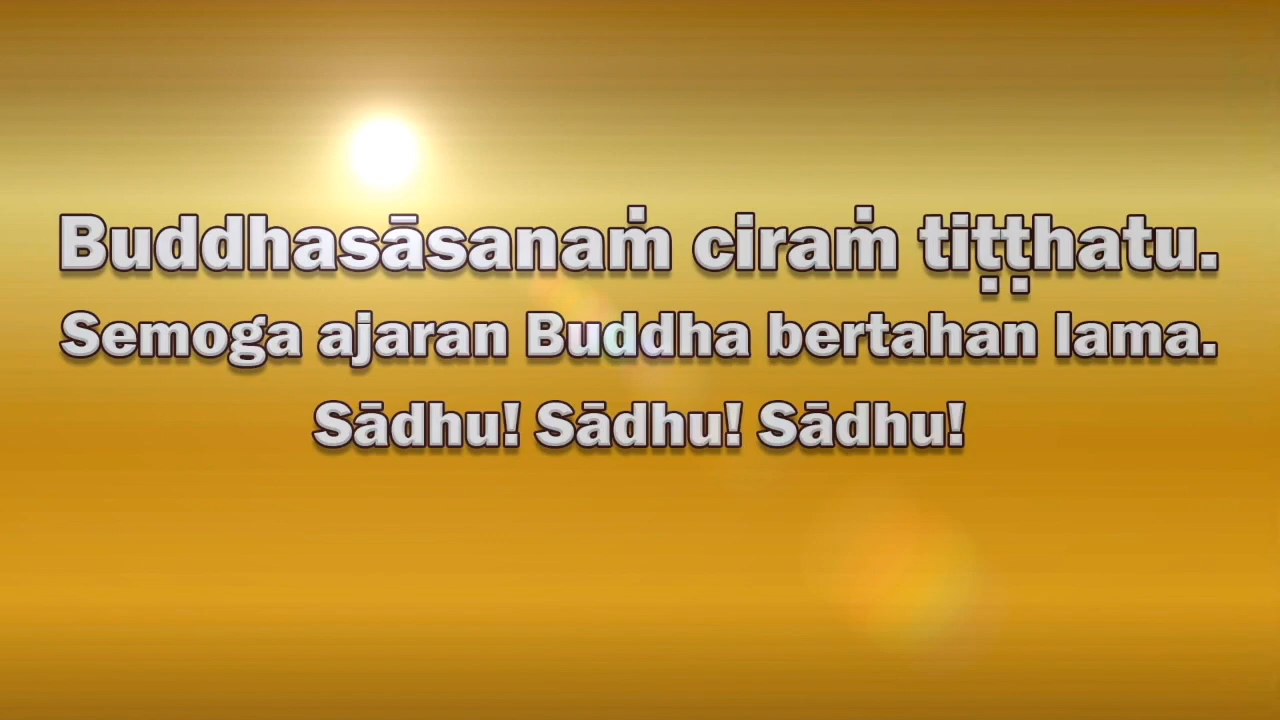 Buddhasāsanaṁ ciraṁ tiṭṭhatu.
Semoga ajaran Buddha bertahan lama.
Sādhu! Sādhu! Sādhu!